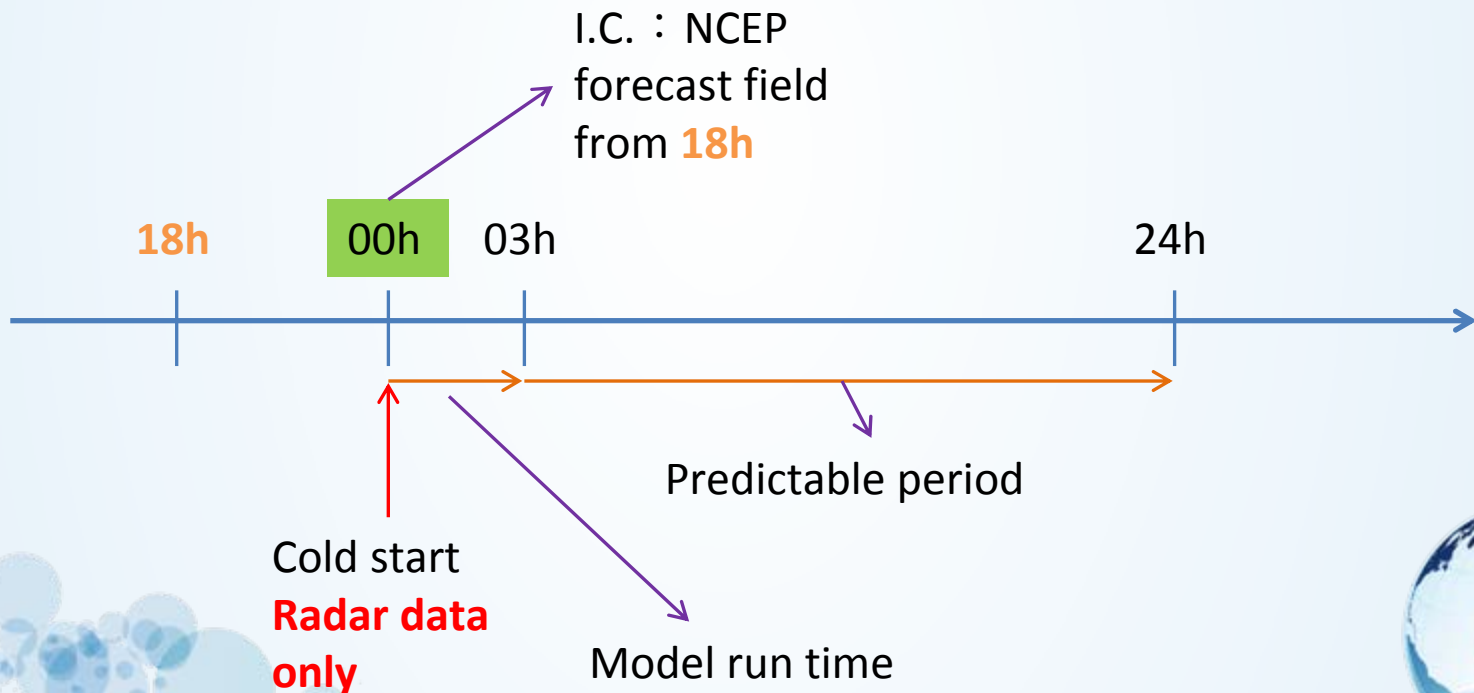 I.C.：NCEP
forecast field
from 18h
18h
00h
03h
24h
Predictable period
Cold start
Radar data
only
Model run time